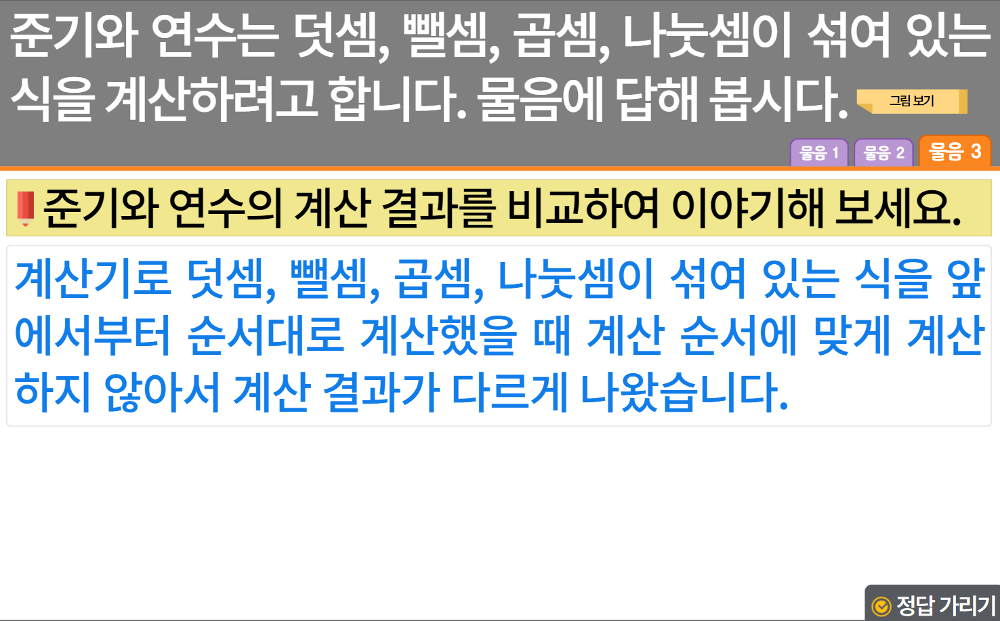 준기와 연수는 덧셈, 뺄셈, 곱셈, 나눗셈이 섞여 있는
식을 계산하려고 합니다. 물음에 답해 봅시다.
그림 보기
물음 1
물음 2
물음 3
준기와 연수의 계산 결과를 비교하여 이야기해 보세요.
계산기로 덧셈, 뺄셈, 곱셈, 나눗셈이 섞여 있는 식을 앞
에서부터 순서대로 계산했을 때 계산 순서에 맞게 계산
하지 않아서 계산 결과가 다르게 나왔습니다.
정답 가리기